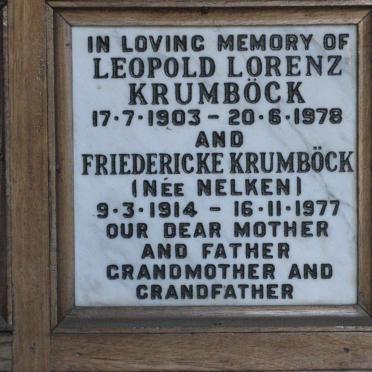 IN LOVING MEMORY OF
LEOPOLD LORENZ
KRUMBÖCK
17·7·1903 – 20·6·1978
AND
FRIEDERICKE KRUMBÖCK
(NÉE NELKEN)
9·3·1914 – 16·11·1977
OUR DEAR MOTHER
AND FATHER
GRANDMOTHER AND
GRANDFATHER